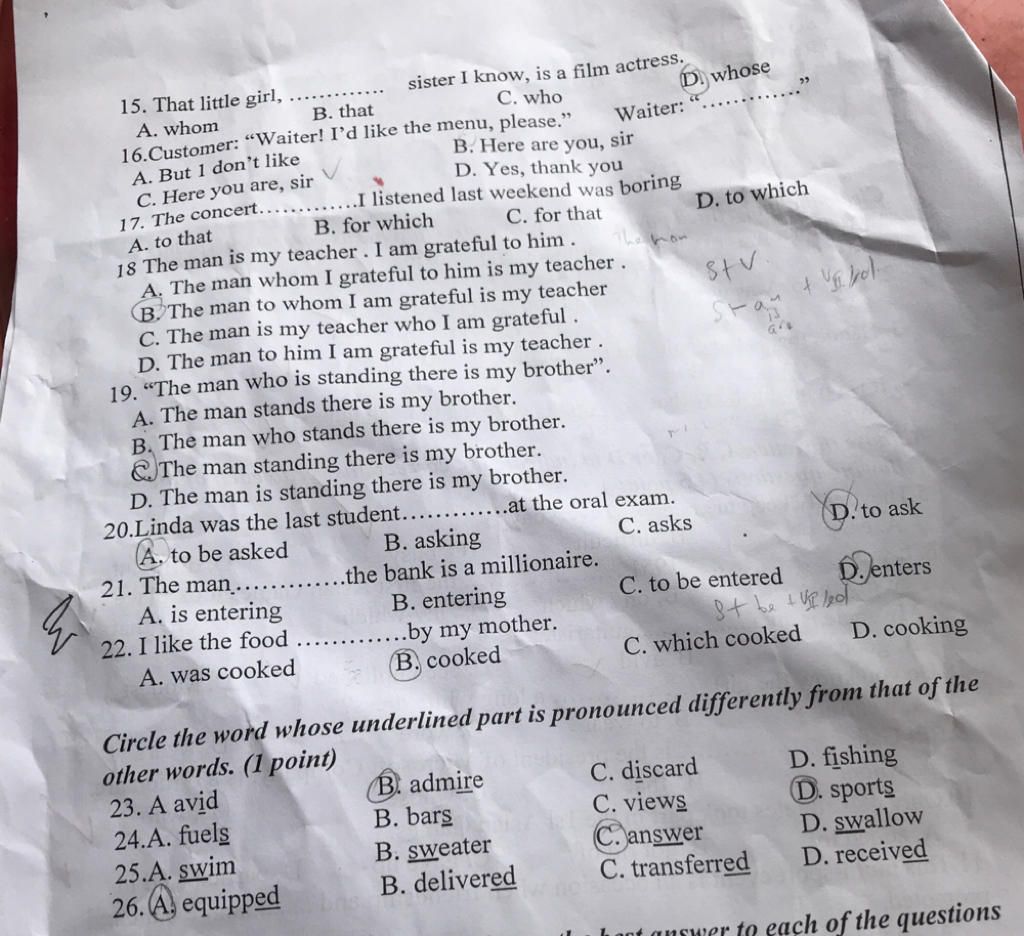 15. That little girl, ............. sister I know, is a film actress.
A. whom B. that C. who D. whose
16.Customer: “Waiter! I’d like the menu, please.” Waiter: “.............”
A. But I don’t like B. Here are you, sir
C. Here you are, sir D. Yes, thank you
17. The concert.............I listened last weekend was boring
A. to that B. for which C. for that D. to which
18 The man is my teacher . I am grateful to him .
The man
A. The man whom I grateful to him is my teacher .
S + V
B. The man to whom I am grateful is my teacher
C. The man is my teacher who I am grateful .
D. The man to him I am grateful is my teacher .
19. “The man who is standing there is my brother”.
A. The man stands there is my brother.
B. The man who stands there is my brother.
C. The man standing there is my brother.
D. The man is standing there is my brother.
20.Linda was the last student.............at the oral exam.
A. to be asked B. asking C. asks D. to ask
21. The man.............the bank is a millionaire.
A. is entering B. entering C. to be entered D. enters
S + be +
22. I like the food .............by my mother.
A. was cooked B. cooked C. which cooked D. cooking
Circle the word whose underlined part is pronounced differently from that of the
other words. (1 point)
23. A avid B. admire C. discard D. fishing
24.A. fuels B. bars C. views D. sports
25.A. swim B. sweater C. answer D. swallow
26. A. equipped B. delivered C. transferred D. received
answer to each of the questions